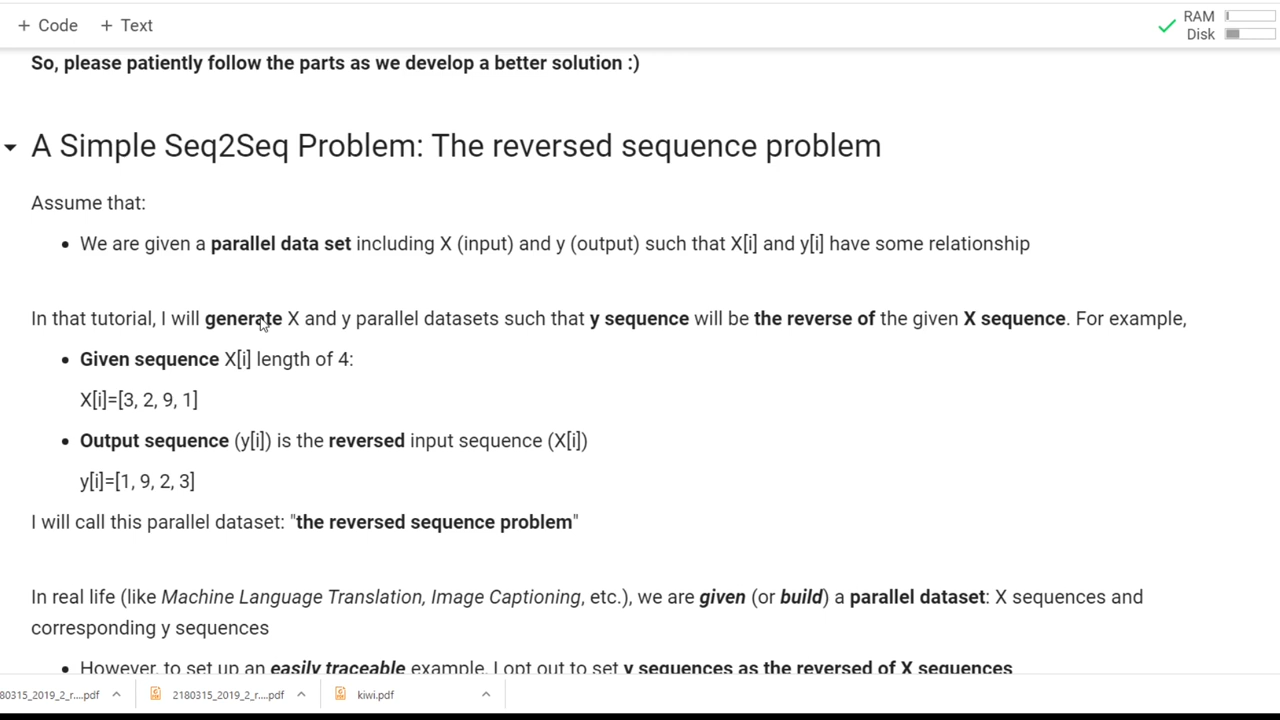 + Code + Text
RAM
Disk
So, please patiently follow the parts as we develop a better solution :)
A Simple Seq2Seq Problem: The reversed sequence problem
Assume that:
• We are given a parallel data set including X (input) and y (output) such that X[i] and y[i] have some relationship
In that tutorial, I will generate X and y parallel datasets such that y sequence will be the reverse of the given X sequence. For example,
• Given sequence X[i] length of 4:
X[i]=[3, 2, 9, 1]
• Output sequence (y[i]) is the reversed input sequence (X[i])
y[i]=[1, 9, 2, 3]
I will call this parallel dataset: "the reversed sequence problem"
In real life (like Machine Language Translation, Image Captioning, etc.), we are given (or build) a parallel dataset: X sequences and
corresponding y sequences
• However, to set up an easily traceable example, I opt out to set y sequences as the reversed of X sequences
80315_2019_2_r....pdf 2180315_2019_2_r....pdf kiwi.pdf